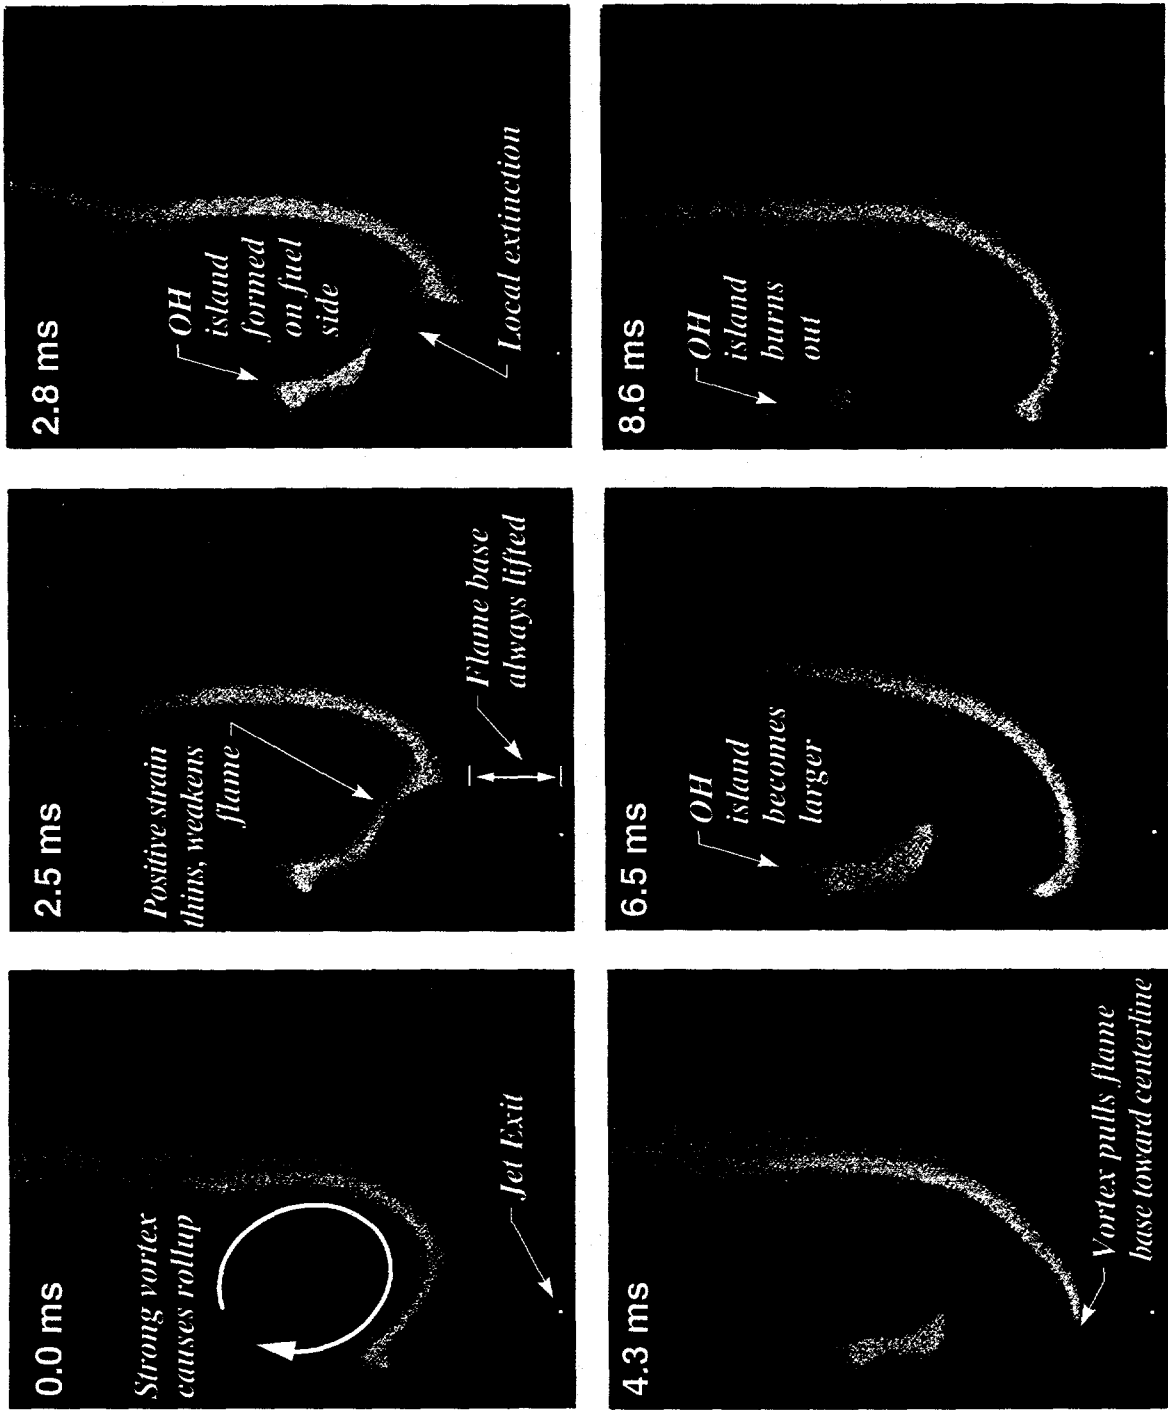 0.0 ms
Strong vortex
causes rollup
Jet Exit
2.5 ms
Positive strain
thins, weakens
flame
Flame base
always lifted
2.8 ms
OH
island
formed
on fuel
side
Local extinction
4.3 ms
Vortex pulls flame
base toward centerline
6.5 ms
OH
island
becomes
larger
8.6 ms
OH
island
burns
out